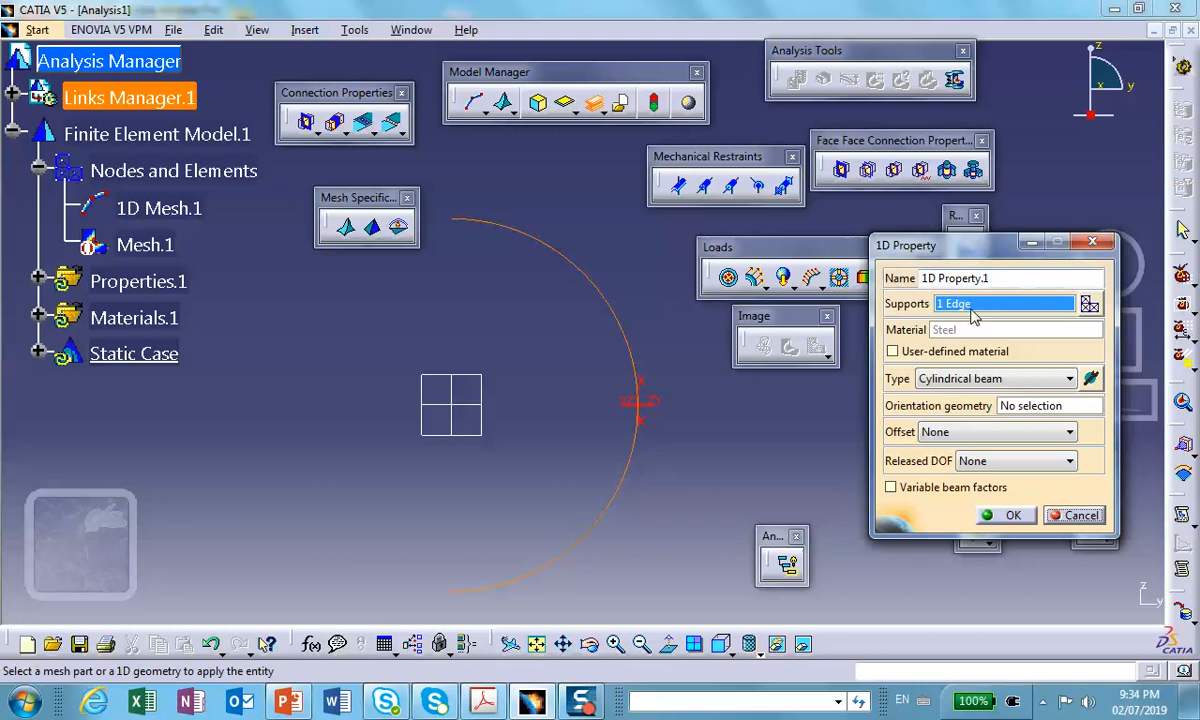 CATIA V5 - [Analysis1]
Start ENOVIA V5 VPM File Edit View Insert Tools Window Help
Analysis Manager
Links Manager.1
Finite Element Model.1
Nodes and Elements
1D Mesh.1
Mesh.1
Properties.1
Materials.1
Static Case
Connection Properties
Model Manager
Analysis Tools
Mechanical Restraints
Face Face Connection Propert...
Mesh Specific...
R...
Loads
Image
An...
z
x
y
1D Property
Name 1D Property.1
Supports 1 Edge
Material Steel
User-defined material
Type Cylindrical beam
Orientation geometry No selection
Offset None
Released DOF None
Variable beam factors
OK Cancel
z
y
f(x)
CATIA
Select a mesh part or a 1D geometry to apply the entity
EN
100%
9:34 PM
02/07/2019